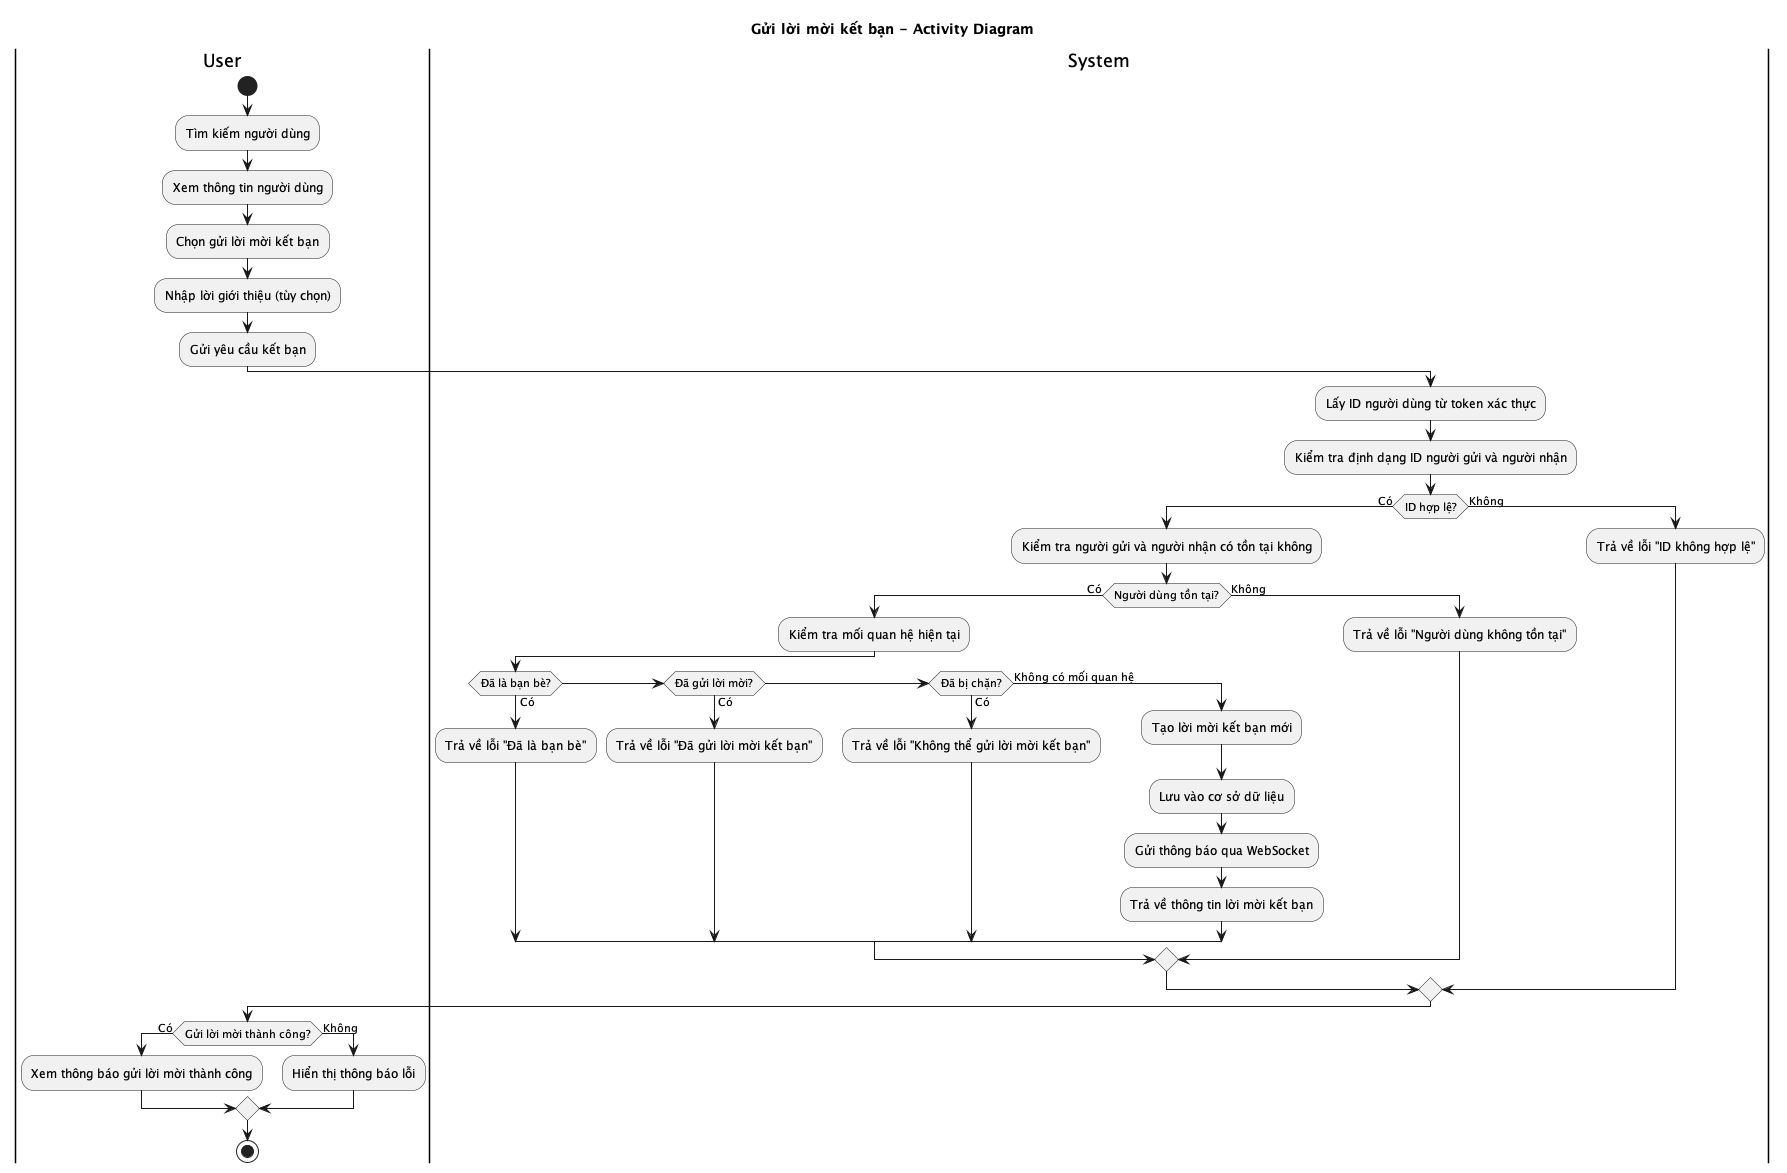 Gửi lời mời kết bạn - Activity Diagram
User
System
Tìm kiếm người dùng
Xem thông tin người dùng
Chọn gửi lời mời kết bạn
Nhập lời giới thiệu (tùy chọn)
Gửi yêu cầu kết bạn
Lấy ID người dùng từ token xác thực
Kiểm tra định dạng ID người gửi và người nhận
Có
ID hợp lệ?
Không
Kiểm tra người gửi và người nhận có tồn tại không
Trả về lỗi "ID không hợp lệ"
Có
Người dùng tồn tại?
Không
Kiểm tra mối quan hệ hiện tại
Trả về lỗi "Người dùng không tồn tại"
Đã là bạn bè?
Đã gửi lời mời?
Đã bị chặn?
Không có mối quan hệ
Có
Có
Có
Tạo lời mời kết bạn mới
Trả về lỗi "Đã là bạn bè"
Trả về lỗi "Đã gửi lời mời kết bạn"
Trả về lỗi "Không thể gửi lời mời kết bạn"
Lưu vào cơ sở dữ liệu
Gửi thông báo qua WebSocket
Trả về thông tin lời mời kết bạn
Có
Gửi lời mời thành công?
Không
Xem thông báo gửi lời mời thành công
Hiển thị thông báo lỗi